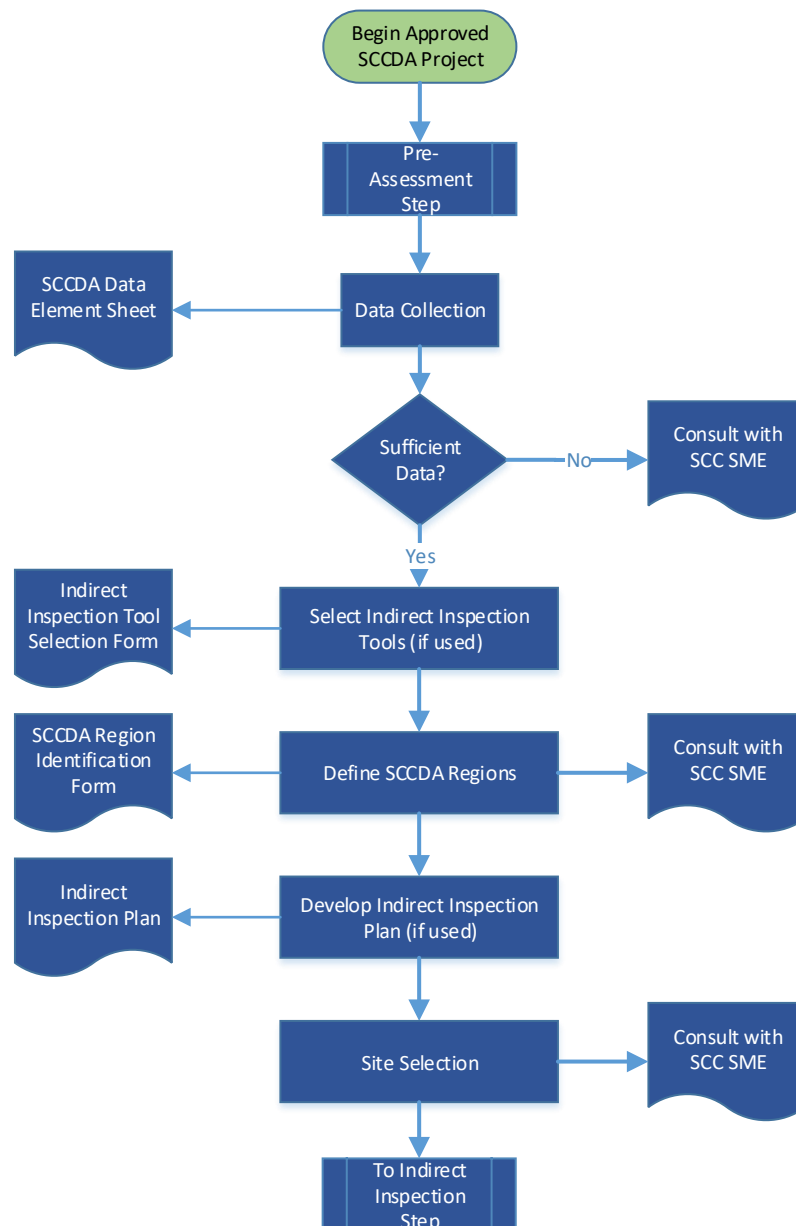 Begin Approved
SCCDA Project
Pre-
Assessment
Step
SCCDA Data
Element Sheet
Data Collection
Sufficient
Data?
No
Consult with
SCC SME
Yes
Indirect
Inspection Tool
Selection Form
Select Indirect Inspection
Tools (if used)
SCCDA Region
Identification
Form
Define SCCDA Regions
Consult with
SCC SME
Indirect
Inspection Plan
Develop Indirect Inspection
Plan (if used)
Site Selection
Consult with
SCC SME
To Indirect
Inspection
Step